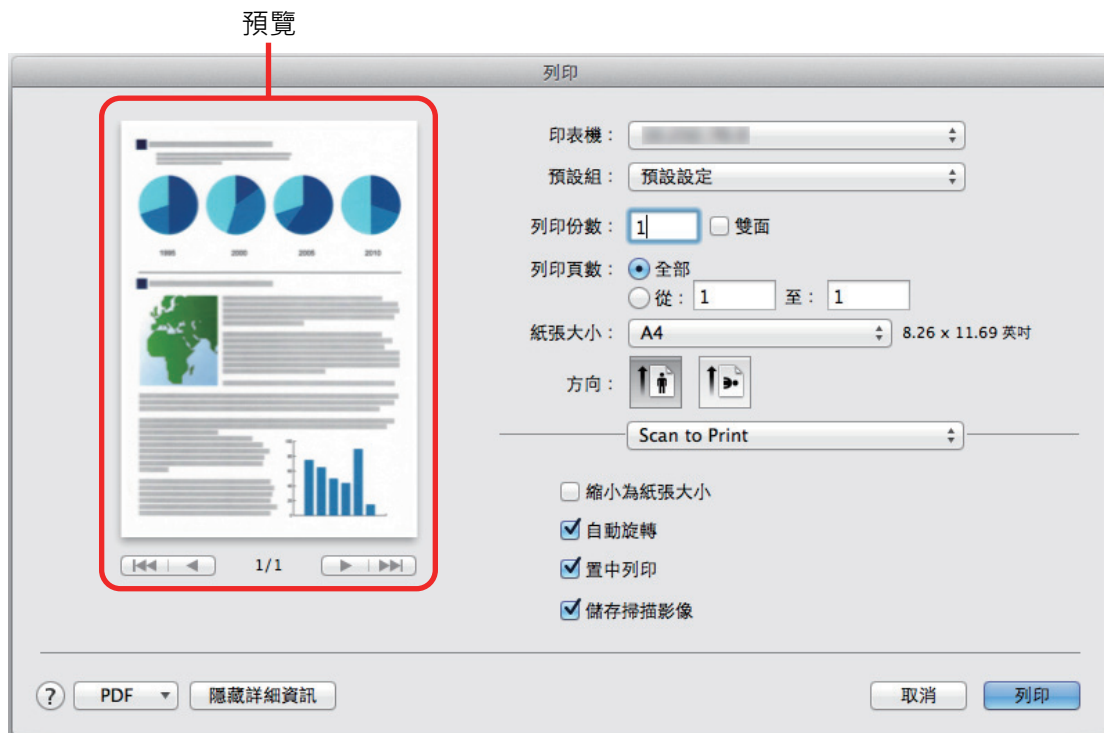 預覽
列印
1995 2000 2005 2010
1/1
印表機：
預設組： 預設設定
列印份數： 1 雙面
列印頁數： 全部
從： 1 至： 1
紙張大小： A4 8.26 x 11.69 英吋
方向：
Scan to Print
縮小為紙張大小
自動旋轉
置中列印
儲存掃描影像
? PDF 隱藏詳細資訊 取消 列印